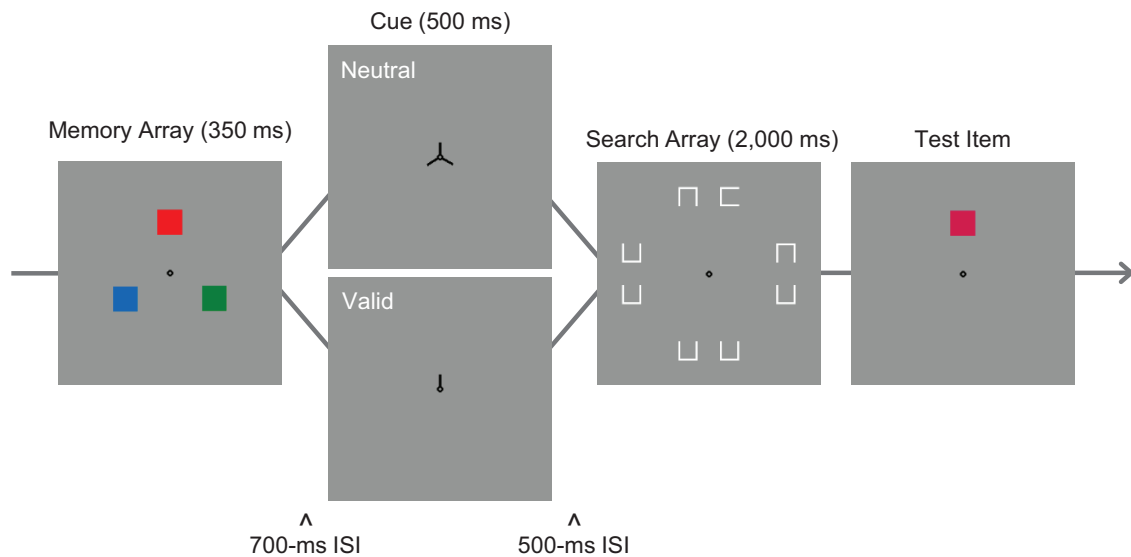 Cue (500 ms)
Neutral
Memory Array (350 ms)
Search Array (2,000 ms)
Test Item
Valid
^
^
700-ms ISI
500-ms ISI